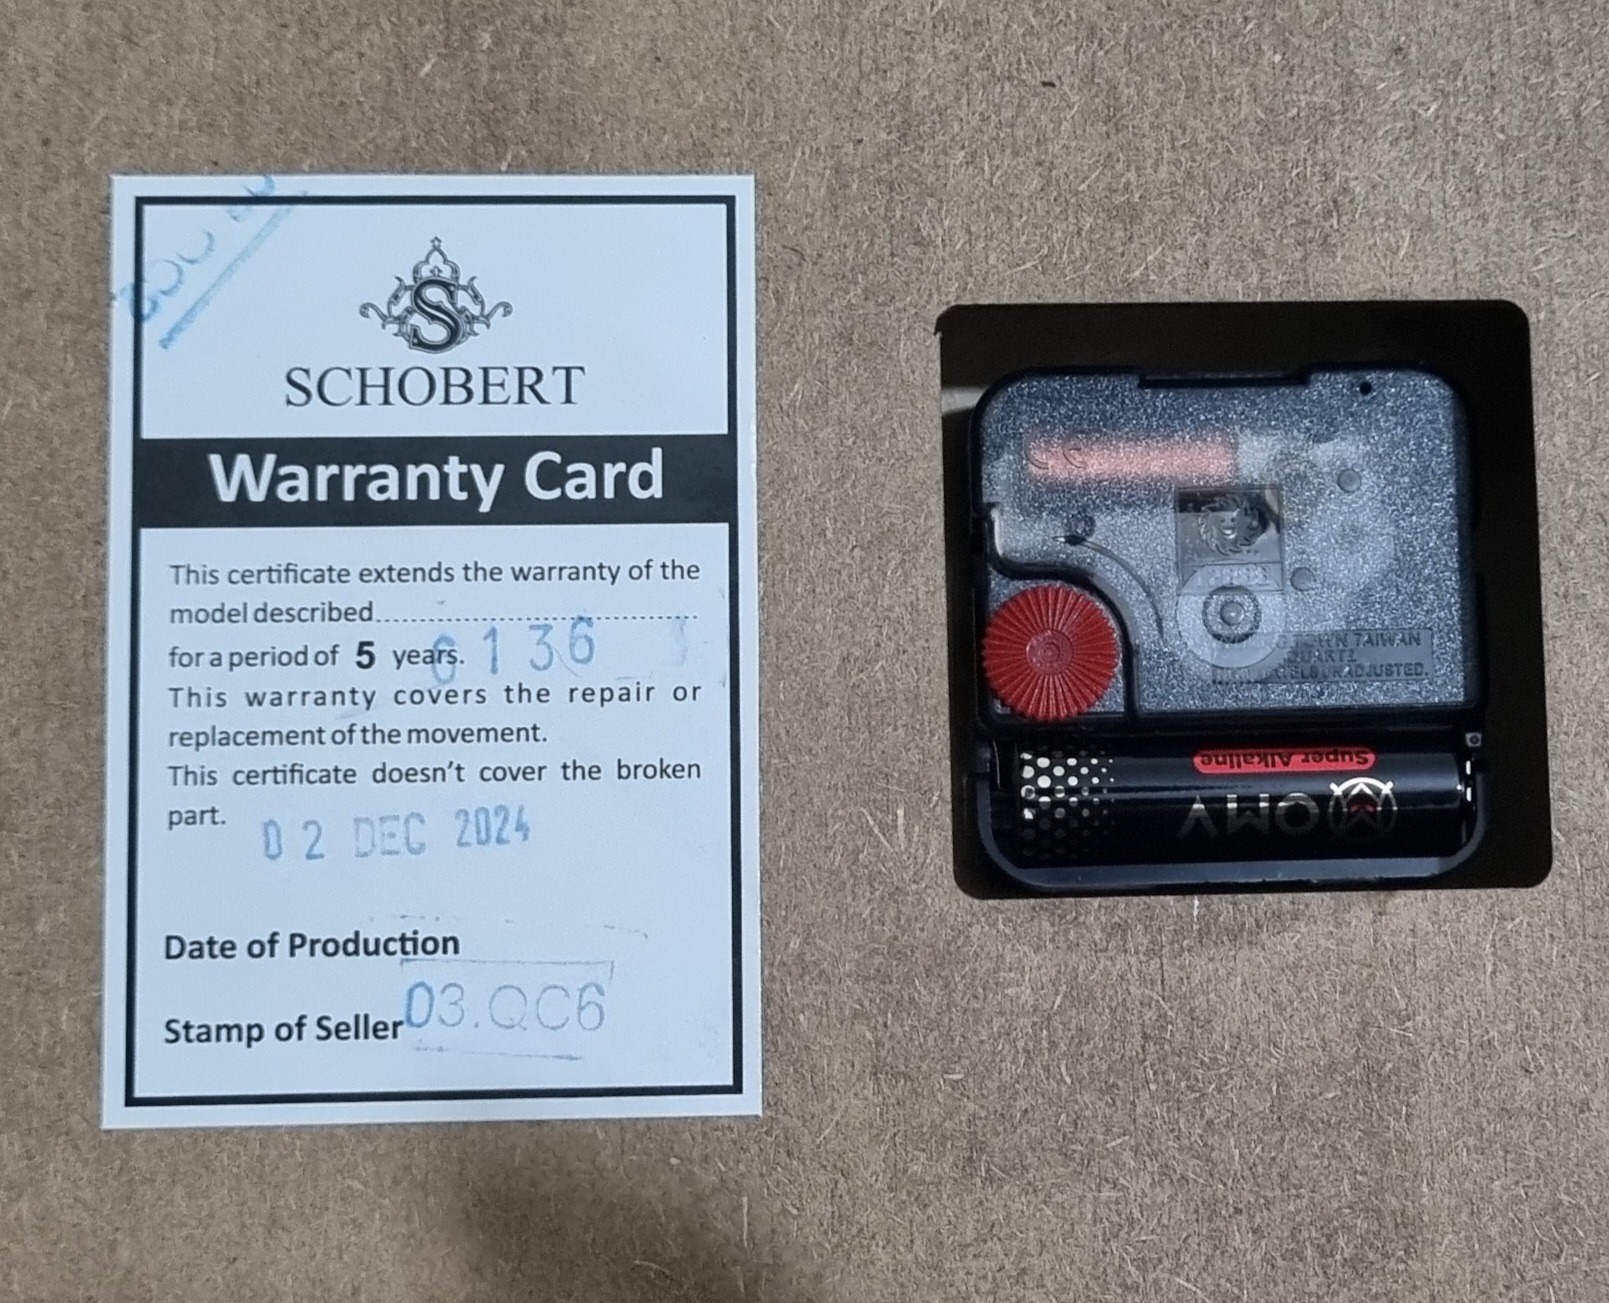 S
SCHOBERT
Warranty Card
This certificate extends the warranty of the
model described..........................................
6136
for a period of 5 years.
This warranty covers the repair or
replacement of the movement.
This certificate doesn't cover the broken
part.
02 DEC 2024
Date of Production
Stamp of Seller 03.QC6
TAIWAN
QUARTZ
UNADJUSTED.
Super Alkaline
OMY